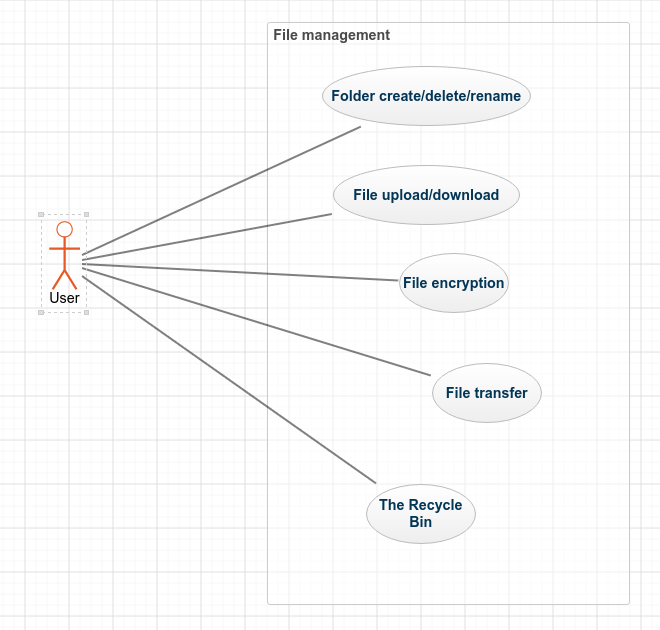 File management
Folder create/delete/rename
File upload/download
File encryption
User
File transfer
The Recycle
Bin